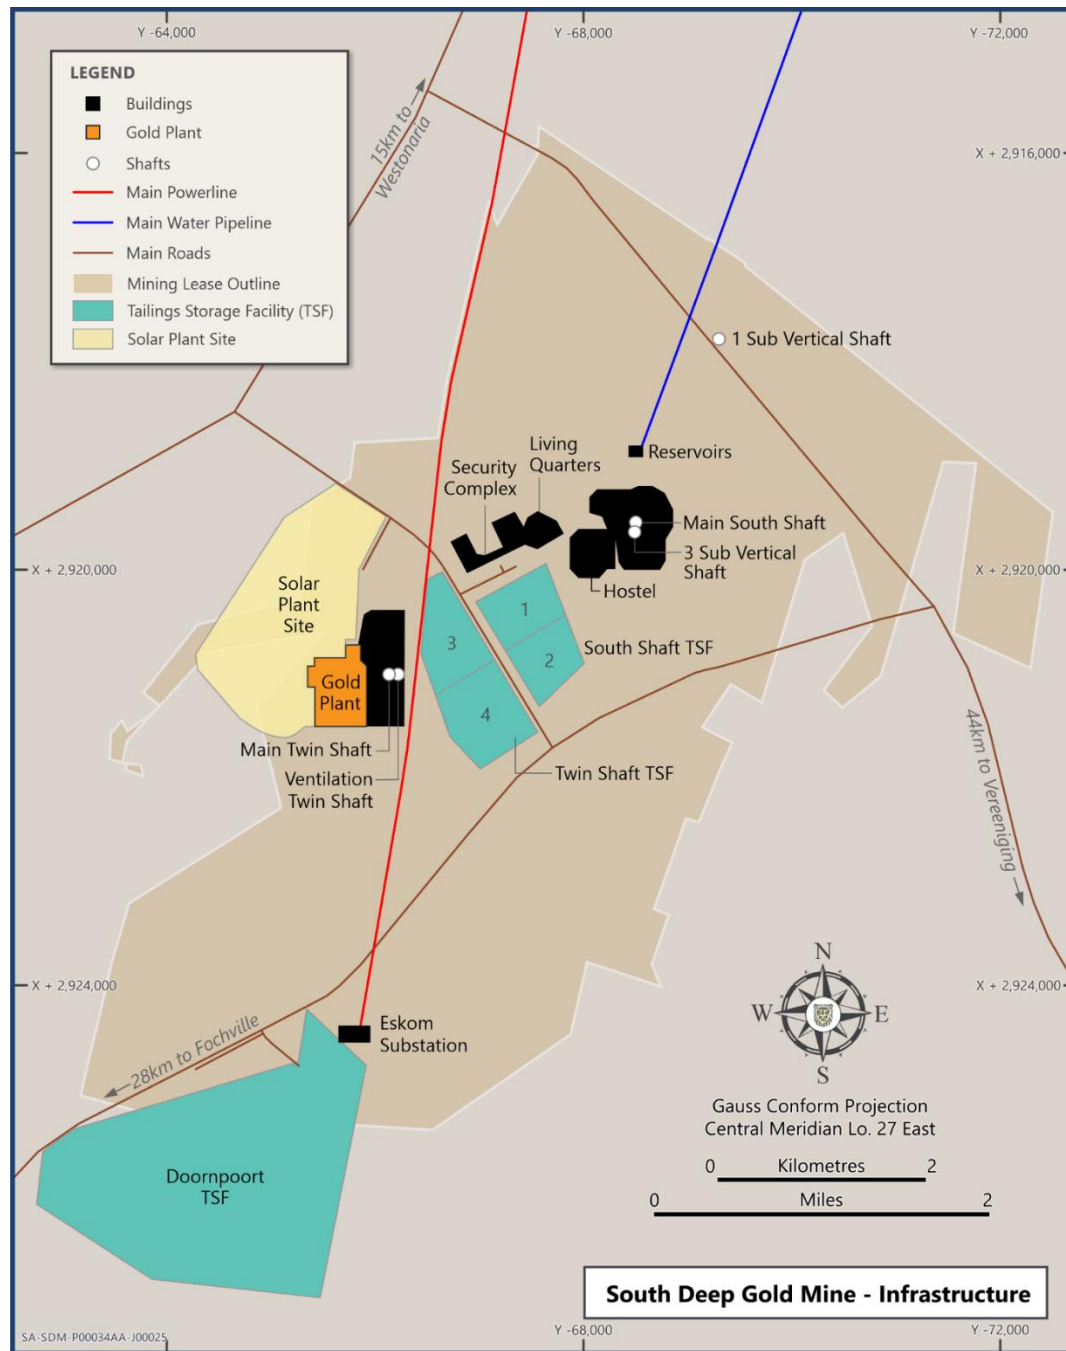 Y -64,000
Y -68,000
Y -72,000
LEGEND
Buildings
Gold Plant
Shafts
Main Powerline
Main Water Pipeline
Main Roads
Mining Lease Outline
Tailings Storage Facility (TSF)
Solar Plant Site
15km to
Westonaria
X + 2,916,000
1 Sub Vertical Shaft
Living
Quarters
Reservoirs
Security
Complex
Main South Shaft
3 Sub Vertical
Shaft
X + 2,920,000
X + 2,920,000
Solar
Plant
Site
Hostel
1
2
3
4
South Shaft TSF
Gold
Plant
Main Twin Shaft
Ventilation
Twin Shaft
Twin Shaft TSF
44km to Vereeniging
X + 2,924,000
X + 2,924,000
N
W
E
S
Eskom
Substation
28km to Fochville
Gauss Conform Projection
Central Meridian Lo. 27 East
0 Kilometres 2
0 Miles 2
Doornpoort
TSF
South Deep Gold Mine - Infrastructure
SA-SDM-P00034AA-J00025
Y -68,000
Y -72,000